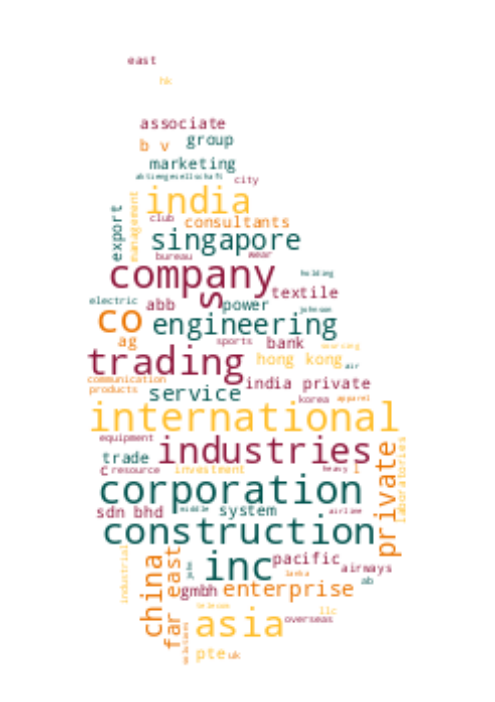 east
hk
associate
b v group
marketing
aktiengesellschaft
city
india
management
export
club
consultants
singapore
bureau wear
company
holding
s
textile
electric abb power johnson
co engineering
ag sports bank sourcing
trading hong kong air
communication india private
products service korea apparel
international
equipment industries
trade
c resource investment heavy l
private
laboratories
corporation
sdn bhd middle system airline
construction
inc pacific airways
industrial
china
far east
lanka
ab
gmbh enterprise
telecom llc
asia overseas
pte uk